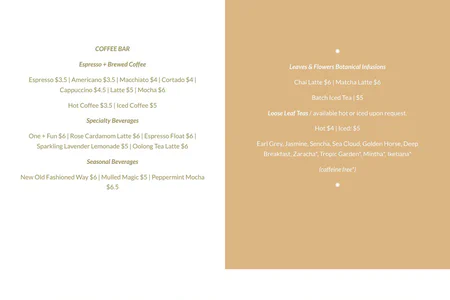 COFFEE BAR
Espresso + Brewed Coffee
Espresso $3.5 | Americano $3.5 | Macchiato $4 | Cortado $4 |
Cappuccino $4.5 | Latte $5 | Mocha $6
Hot Coffee $3.5 | Iced Coffee $5
Specialty Beverages
One + Fun $6 | Rose Cardamom Latte $6 | Espresso Float $6 |
Sparkling Lavender Lemonade $5 | Oolong Tea Latte $6
Seasonal Beverages
New Old Fashioned Way $6 | Mulled Magic $5 | Peppermint Mocha
$6.5
Leaves & Flowers Botanical Infusions
Chai Latte $6 | Matcha Latte $6
Batch Iced Tea | $5
Loose Leaf Teas / available hot or iced upon request.
Hot $4 | Iced $5
Earl Grey, Jasmine, Sencha, Sea Cloud, Golden Horse, Deep
Breakfast, Tropic Garden*, Mintha*,
(caffeine free*)